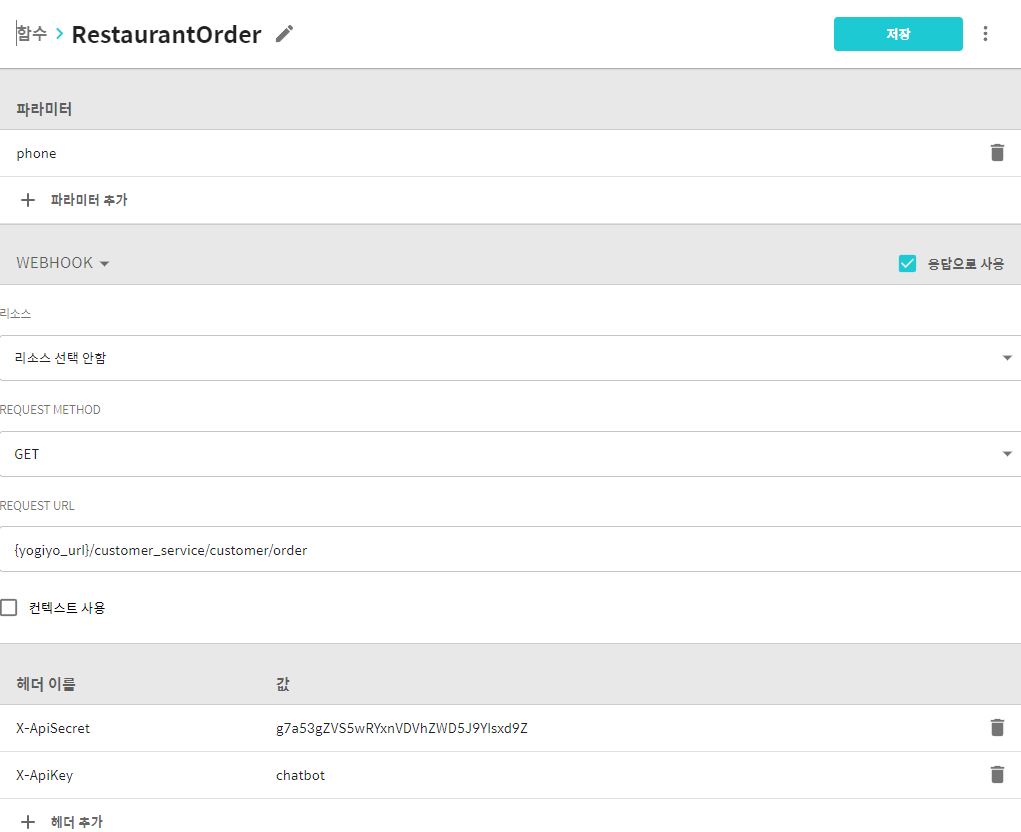 함수 > RestaurantOrder
저장
파라미터
phone
+ 파라미터 추가
WEBHOOK
응답으로 사용
리소스
리소스 선택 안함
REQUEST METHOD
GET
REQUEST URL
{yogiyo_url}/customer_service/customer/order
컨텍스트 사용
헤더 이름 값
X-ApiSecret g7a53gZVS5wRYxnVDVhZWD5J9YIsxd9Z
X-ApiKey chatbot
+ 헤더 추가